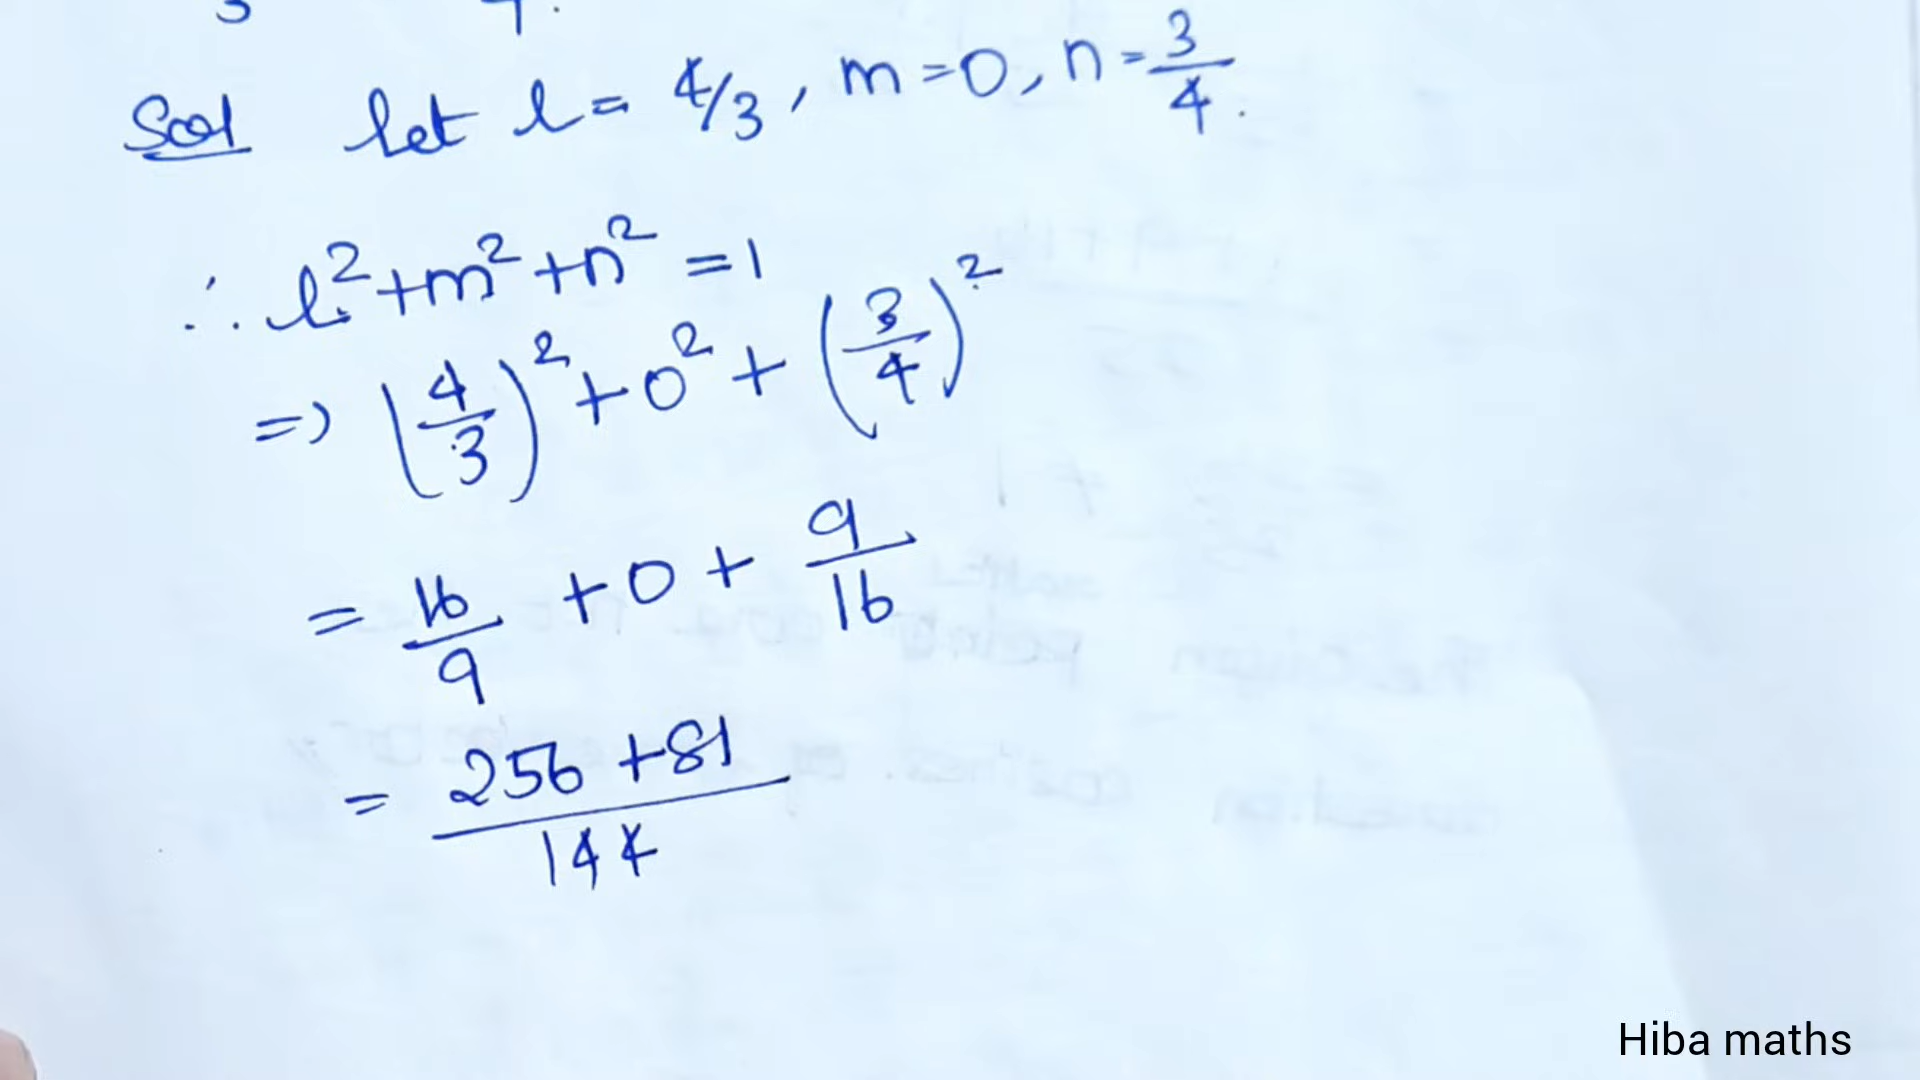 Sol let l = 4/3, m = 0, n = 3/4.
∴ l² + m² + n² = 1
=> (4/3)² + 0² + (3/4)²
= 16/9 + 0 + 9/16
= 256 + 81 / 144
Hiba maths